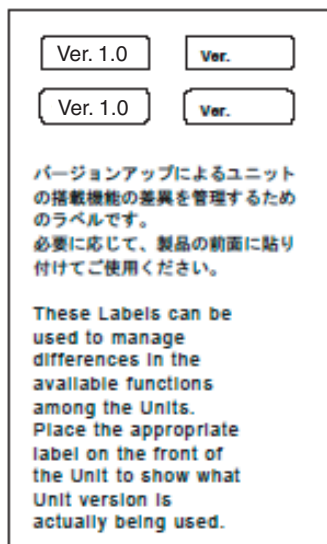 Ver. 1.0 Ver.
Ver. 1.0 Ver.
バージョンアップによるユニット
の搭載機能の差異を管理するため
のラベルです。
必要に応じて、製品の前面に貼り
付けてご使用ください。
These Labels can be
used to manage
differences in the
available functions
among the Units.
Place the appropriate
label on the front of
the Unit to show what
Unit version is
actually being used.